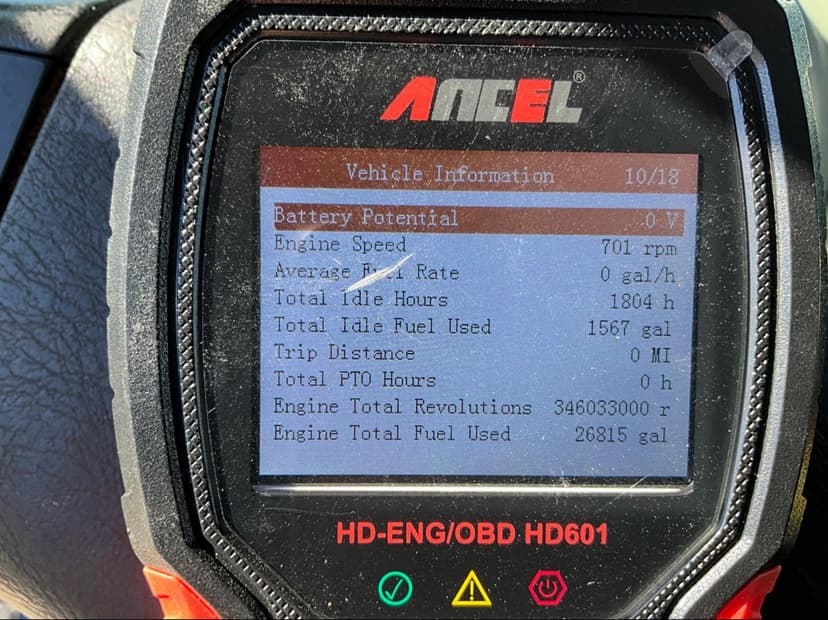 ANCEL®
Vehicle Information 10/18
Battery Potential 0 V
Engine Speed 701 rpm
Average Fuel Rate 0 gal/h
Total Idle Hours 1804 h
Total Idle Fuel Used 1567 gal
Trip Distance 0 MI
Total PTO Hours 0 h
Engine Total Revolutions 346033000 r
Engine Total Fuel Used 26815 gal
HD-ENG/OBD HD601